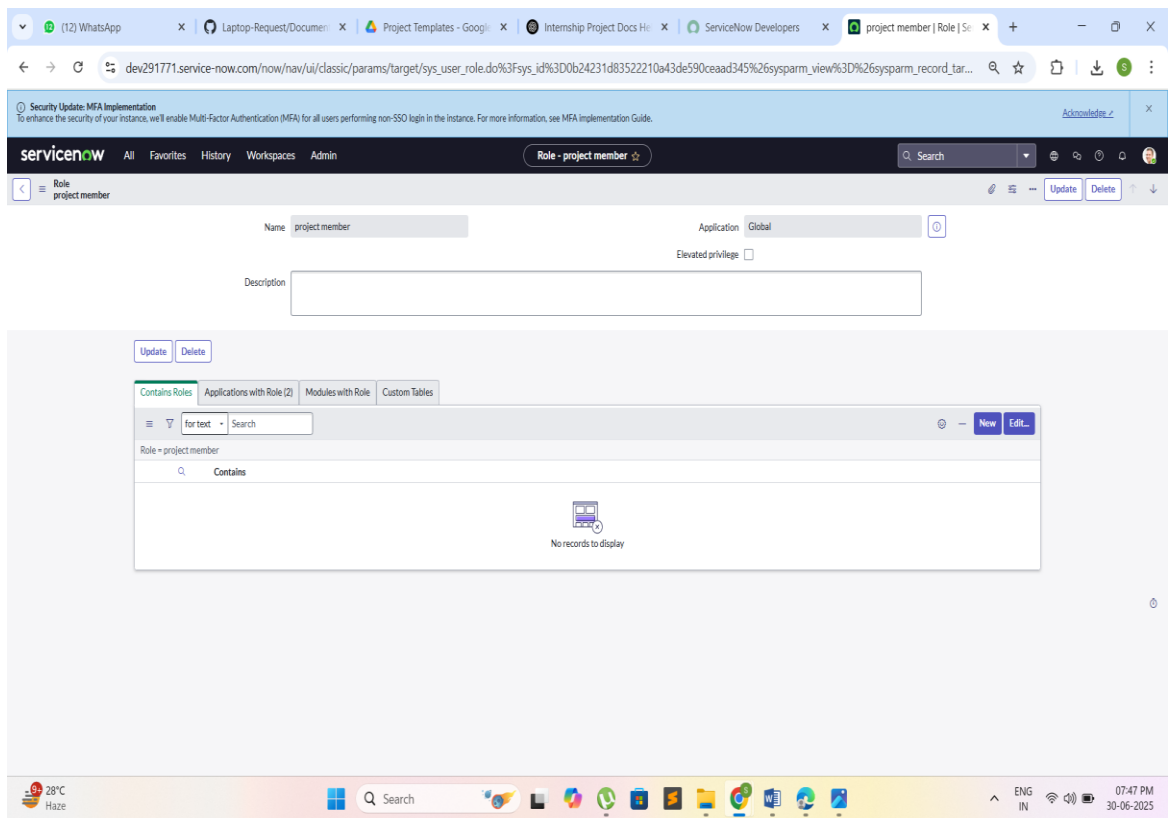 (12) WhatsApp
Laptop-Request/Documen
Project Templates - Google
Internship Project Docs He
ServiceNow Developers
project member | Role | Se
dev291771.service-now.com/now/nav/ui/classic/params/target/sys_user_role.do%3Fsys_id%3D0b24231d83522210a43de590ceaad345%26sysparm_view%3D%26sysparm_record_tar...
S
Security Update: MFA Implementation
To enhance the security of your instance, we'll enable Multi-Factor Authentication (MFA) for all users performing non-SSO login in the instance. For more information, see MFA implementation Guide.
Acknowledge
servicenow All Favorites History Workspaces Admin
Role - project member
Search
Role
project member
Update Delete
Name project member
Application Global
Elevated privilege
Description
Update Delete
Contains Roles Applications with Role (2) Modules with Role Custom Tables
for text Search
New Edit...
Role = project member
Contains
No records to display
9+
28°C
Haze
Search
ENG
IN
07:47 PM
30-06-2025